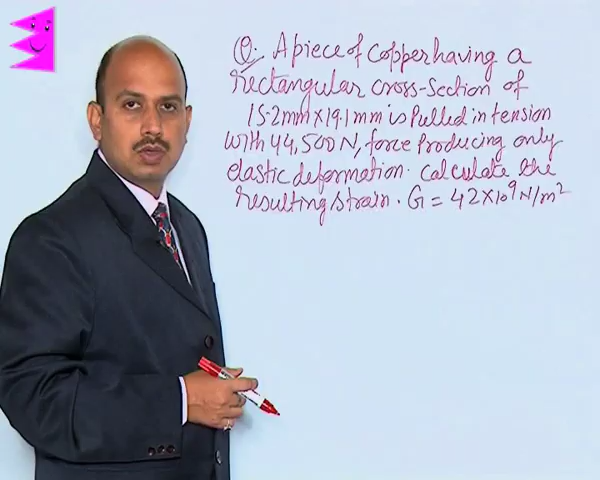 Q. A piece of copper having a
rectangular cross-section of
15.2mm x 19.1mm is pulled in tension
with 44,500 N, force producing only
elastic deformation. Calculate the
resulting strain. G = 42x10⁹ N/m²